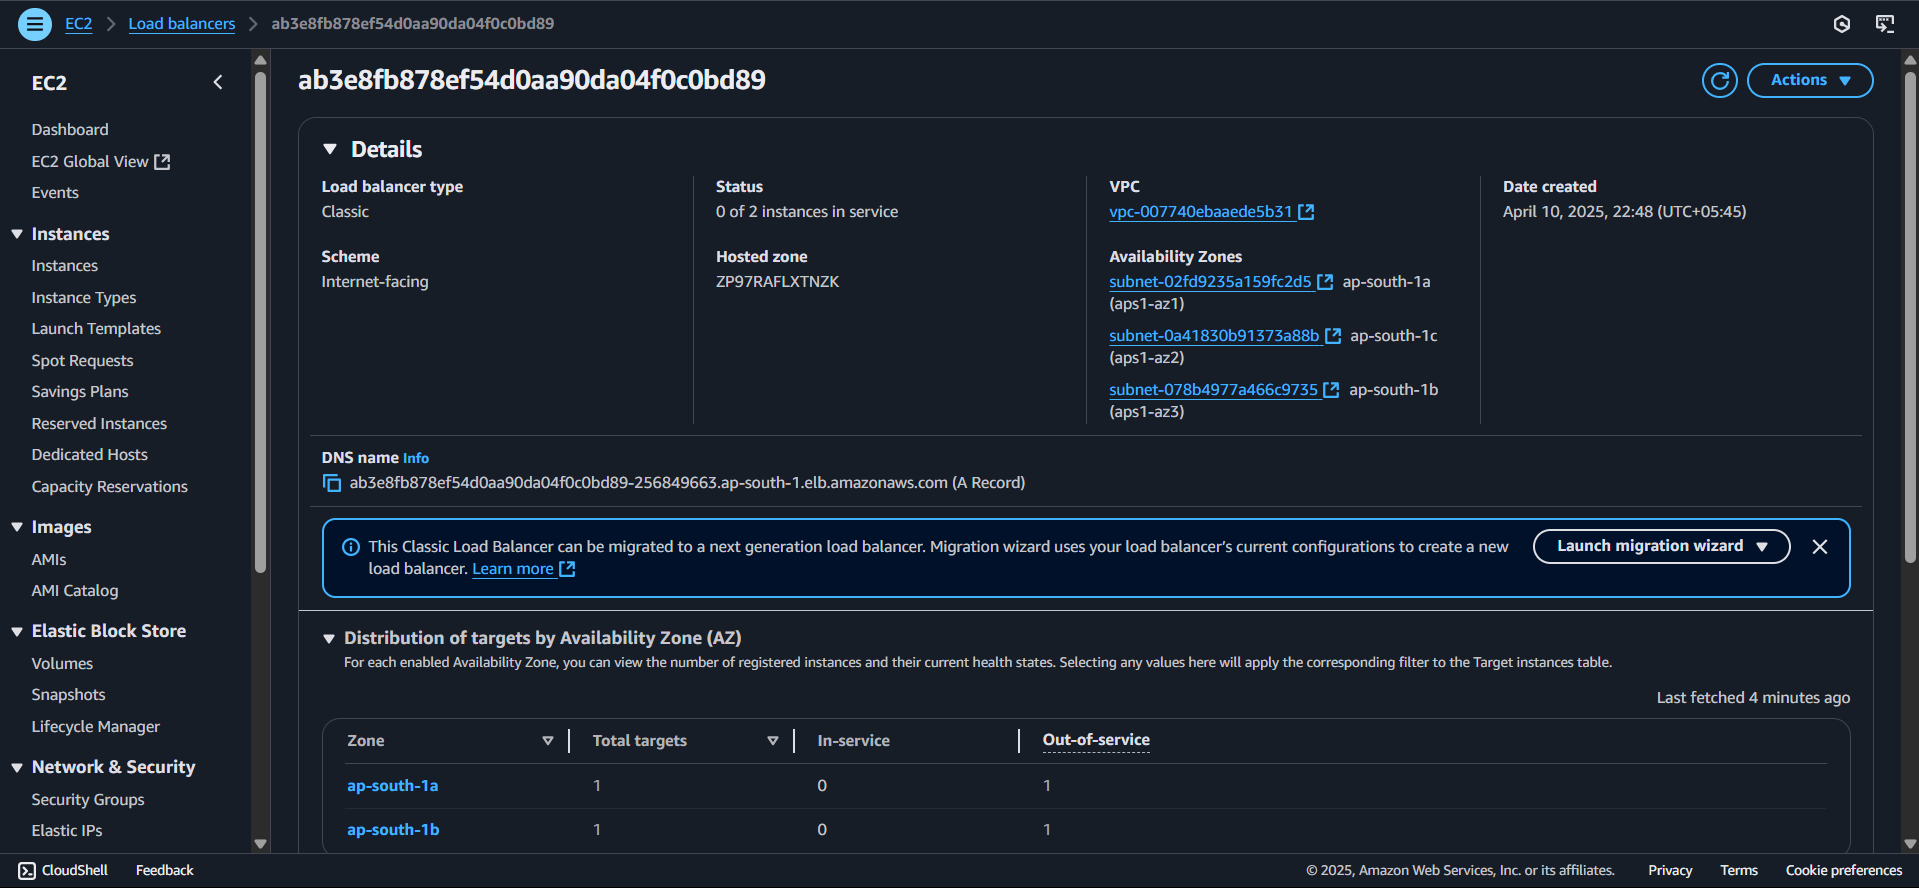 EC2
Load balancers
ab3e8fb878ef54d0aa90da04f0c0bd89
EC2
Dashboard
EC2 Global View
Events
Instances
Instances
Instance Types
Launch Templates
Spot Requests
Savings Plans
Reserved Instances
Dedicated Hosts
Capacity Reservations
Images
AMIs
AMI Catalog
Elastic Block Store
Volumes
Snapshots
Lifecycle Manager
Network & Security
Security Groups
Elastic IPs
ab3e8fb878ef54d0aa90da04f0c0bd89
Actions
Details
Load balancer type
Classic
Scheme
Internet-facing
Status
0 of 2 instances in service
Hosted zone
ZP97RAFLXTNZK
VPC
vpc-007740ebaaede5b31
Availability Zones
subnet-02fd9235a159fc2d5 ap-south-1a
(aps1-az1)
subnet-0a41830b91373a88b ap-south-1c
(aps1-az2)
subnet-078b4977a466c9735 ap-south-1b
(aps1-az3)
Date created
April 10, 2025, 22:48 (UTC+05:45)
DNS name Info
ab3e8fb878ef54d0aa90da04f0c0bd89-256849663.ap-south-1.elb.amazonaws.com (A Record)
This Classic Load Balancer can be migrated to a next generation load balancer. Migration wizard uses your load balancer's current configurations to create a new
load balancer. Learn more
Launch migration wizard
Distribution of targets by Availability Zone (AZ)
For each enabled Availability Zone, you can view the number of registered instances and their current health states. Selecting any values here will apply the corresponding filter to the Target instances table.
Last fetched 4 minutes ago
Zone Total targets In-service Out-of-service
ap-south-1a 1 0 1
ap-south-1b 1 0 1
CloudShell Feedback © 2025, Amazon Web Services, Inc. or its affiliates. Privacy Terms Cookie preferences